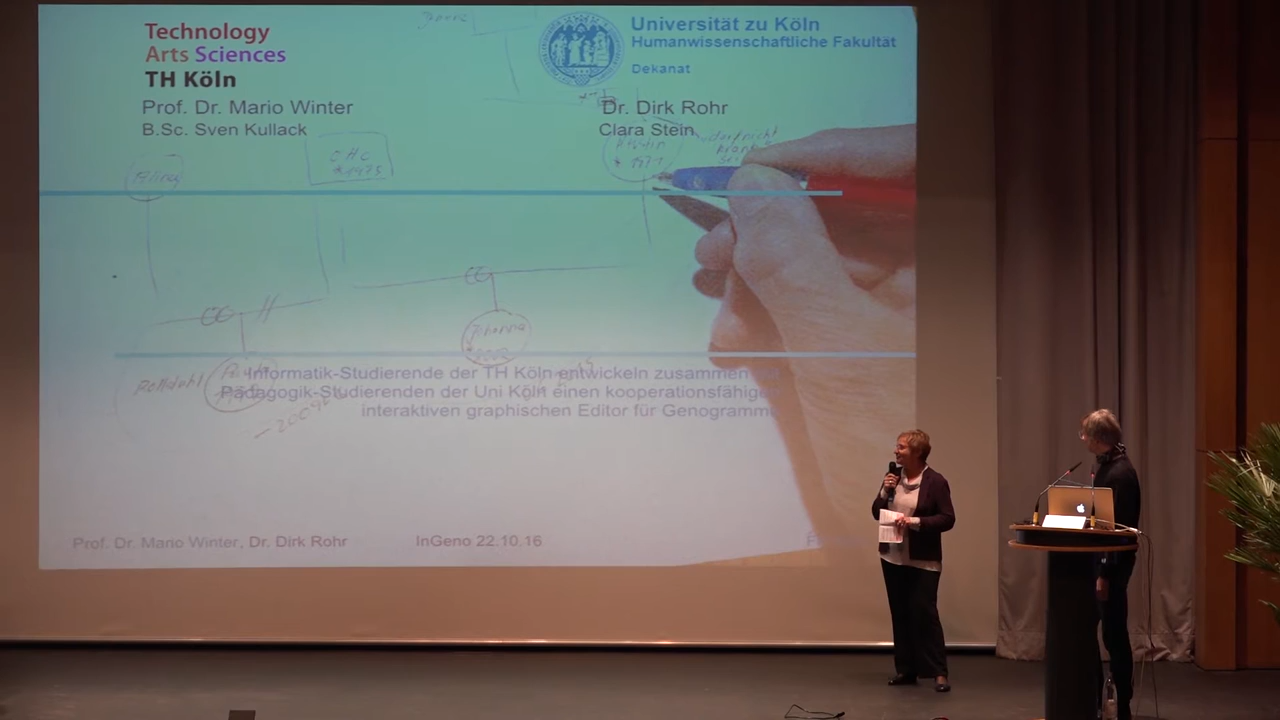 Technology
Arts Sciences
TH Köln
Prof. Dr. Mario Winter
B.Sc. Sven Kullack
Universität zu Köln
Humanwissenschaftliche Fakultät
Dekanat
Dr. Dirk Rohr
Clara Stein
Johanna
Informatik-Studierende der TH Köln entwickeln zusammen
Pädagogik-Studierenden der Uni Köln einen kooperationsfähige
interaktiven graphischen Editor für Genogramme
Prof. Dr. Mario Winter, Dr. Dirk Rohr
InGeno 22.10.16